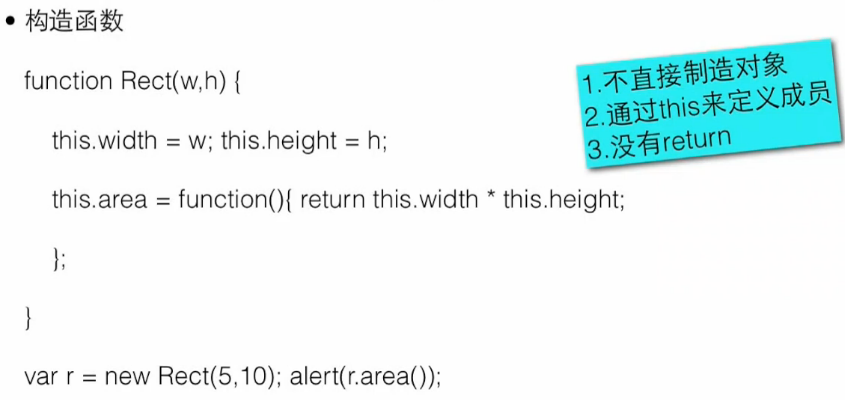 • 构造函数
function Rect(w,h) {
this.width = w; this.height = h;
this.area = function(){ return this.width * this.height;
};
}
var r = new Rect(5,10); alert(r.area());
1.不直接制造对象
2.通过this来定义成员
3.没有return